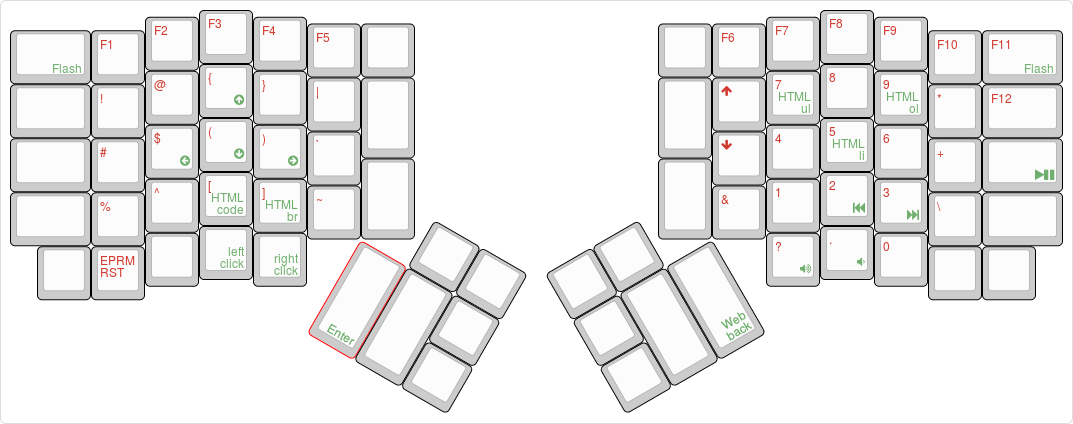 F3
F8
F2
F4
F7
F9
F1
F5
F6
F10
F11
Flash
Flash
{
8
@
}
7
HTML
ul
9
HTML
ol
!
|
*
F12
(
5
HTML
li
$
)
4
6
#
`
+
[
HTML
code
2
^
]
HTML
br
1
3
%
~
&
\
left
click
.
right
click
?
0
EPRM
RST
Enter
Web
back